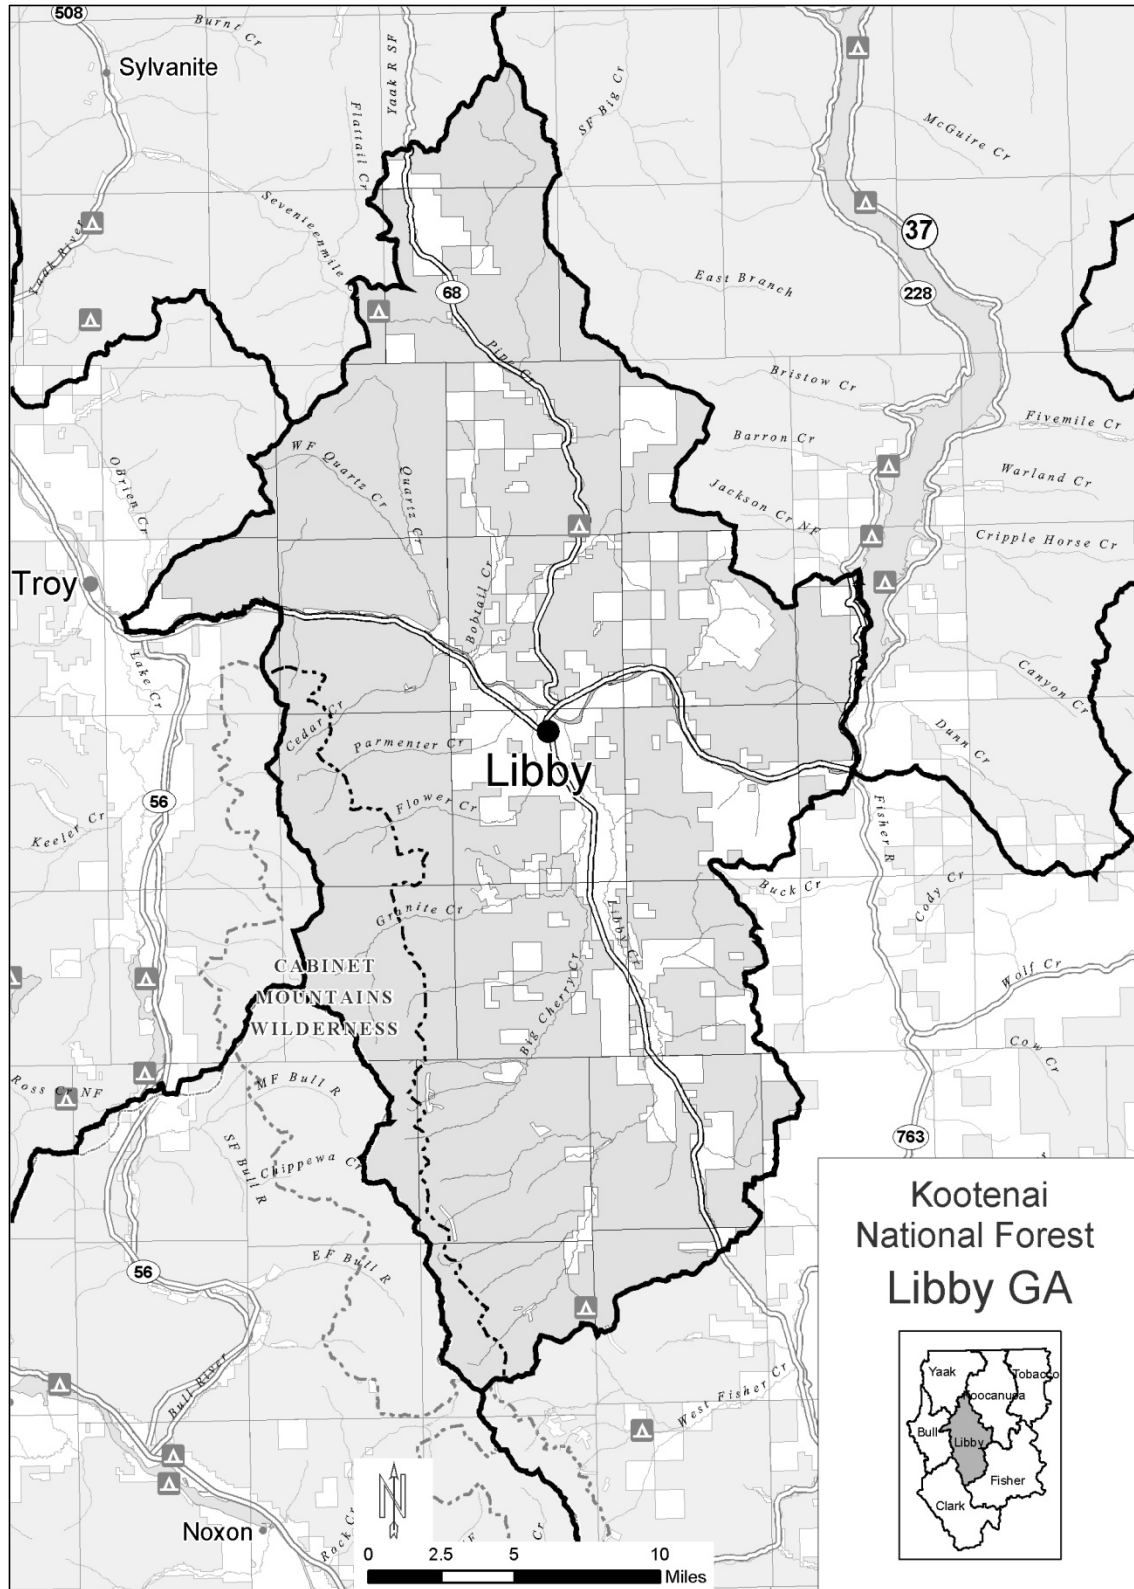 508
Burnt Cr
Sylvanite
Yaak R SF
Flattail Cr
SF Big Cr
McGuire Cr
Seventeenmile
Yaak River
37
East Branch
228
68
Pipe Cr
Bristow Cr
Fivemile Cr
Barron Cr
WF Quartz Cr
Quartz Cr
OBrien Cr
Warland Cr
Jackson Cr NF
Cripple Horse Cr
Troy
Bobtail Cr
Lake Cr
Canyon Cr
Cedar Cr
Parmenter Cr
Dunn Cr
Libby
56
Flower Cr
Keeler Cr
Fisher R
Buck Cr
Cody Cr
Granite Cr
Libby Cr
Big Cherry Cr
Wolf Cr
CABINET
MOUNTAINS
WILDERNESS
Cow Cr
Ross Cr NF
MF Bull R
763
SF Bull R
Chippewa Cr
EF Bull R
56
Bull River
West Fisher Cr
Noxon
Rock Cr
Cr
N
0 2.5 5 10
Miles
Kootenai
National Forest
Libby GA
Yaak
Tobacco
Koocanusa
Bull
Libby
Fisher
Clark